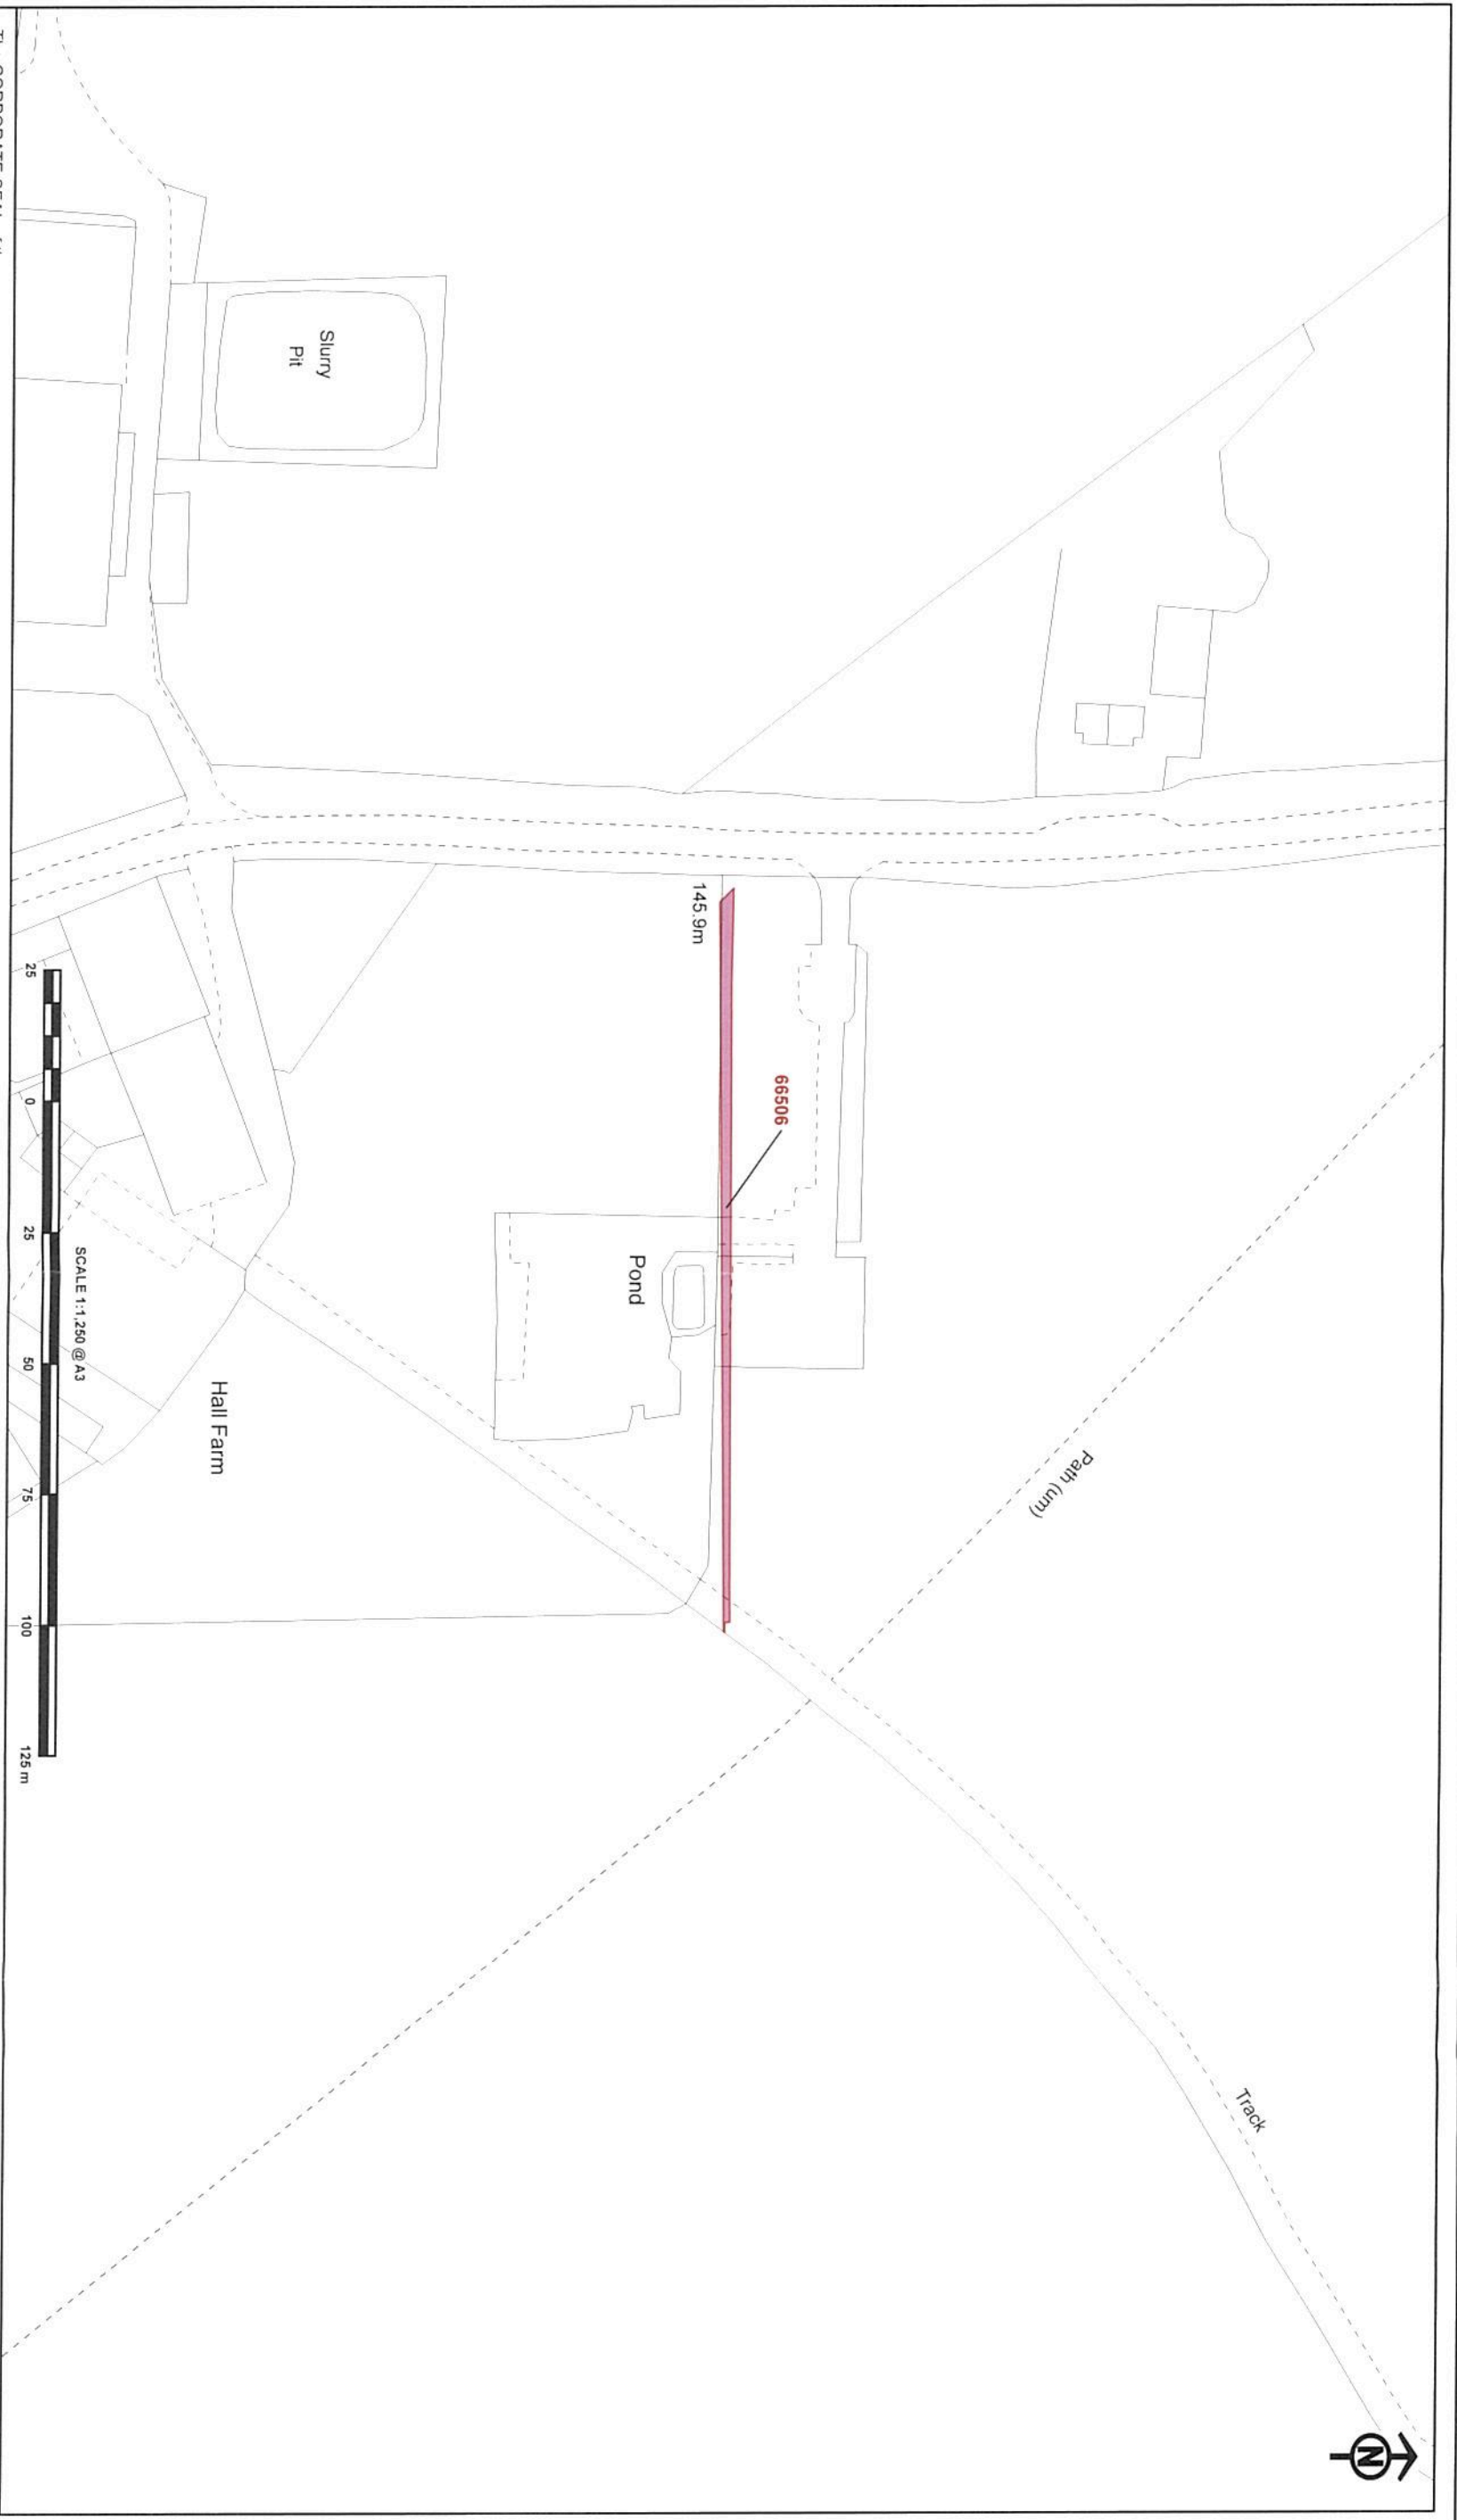 Path (um)
Track
N
66506
145.9m
Pond
Slurry
Pit
Hall Farm
SCALE 1:1,250 @ A3
25 0 25 50 75 100 125 m